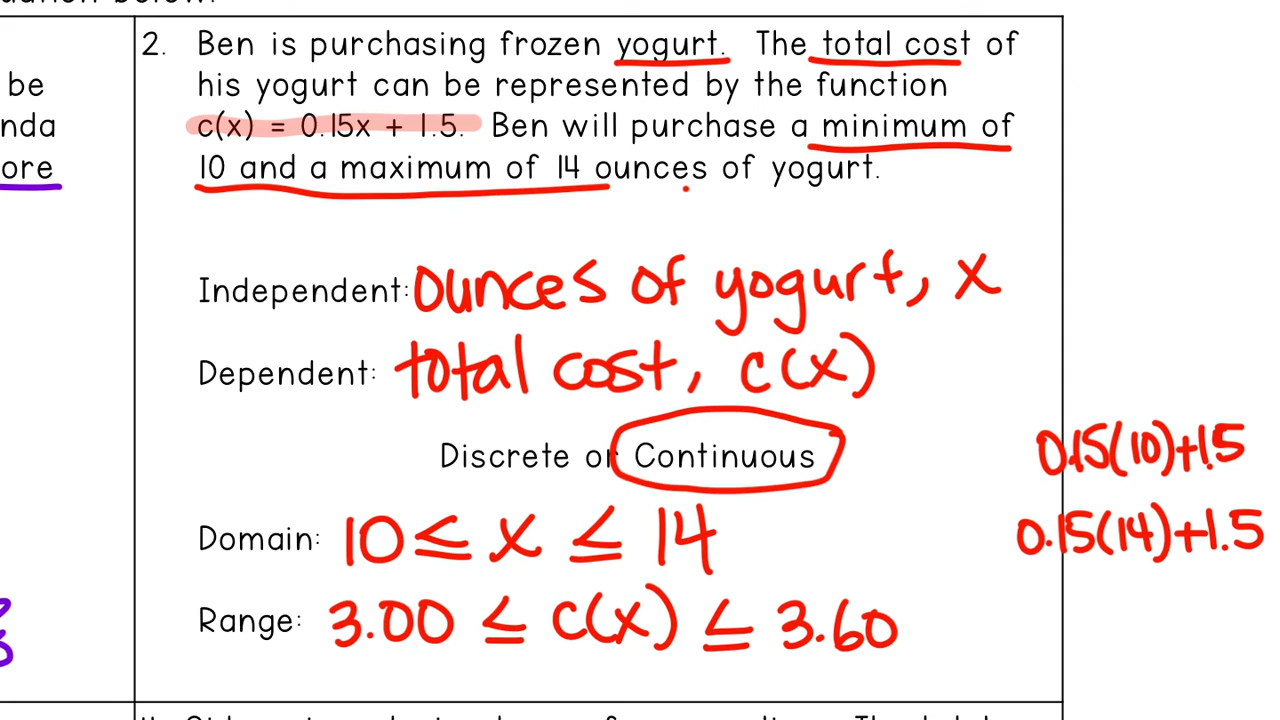 2. Ben is purchasing frozen yogurt. The total cost of
be his yogurt can be represented by the function
nda c(x) = 0.15x + 1.5. Ben will purchase a minimum of
ore 10 and a maximum of 14 ounces of yogurt.
Independent: ounces of yogurt, x
Dependent: total cost, c(x)
Discrete or Continuous
0.15(10)+1.5
Domain: 10 ≤ x ≤ 14
0.15(14)+1.5
Range: 3.00 ≤ c(x) ≤ 3.60